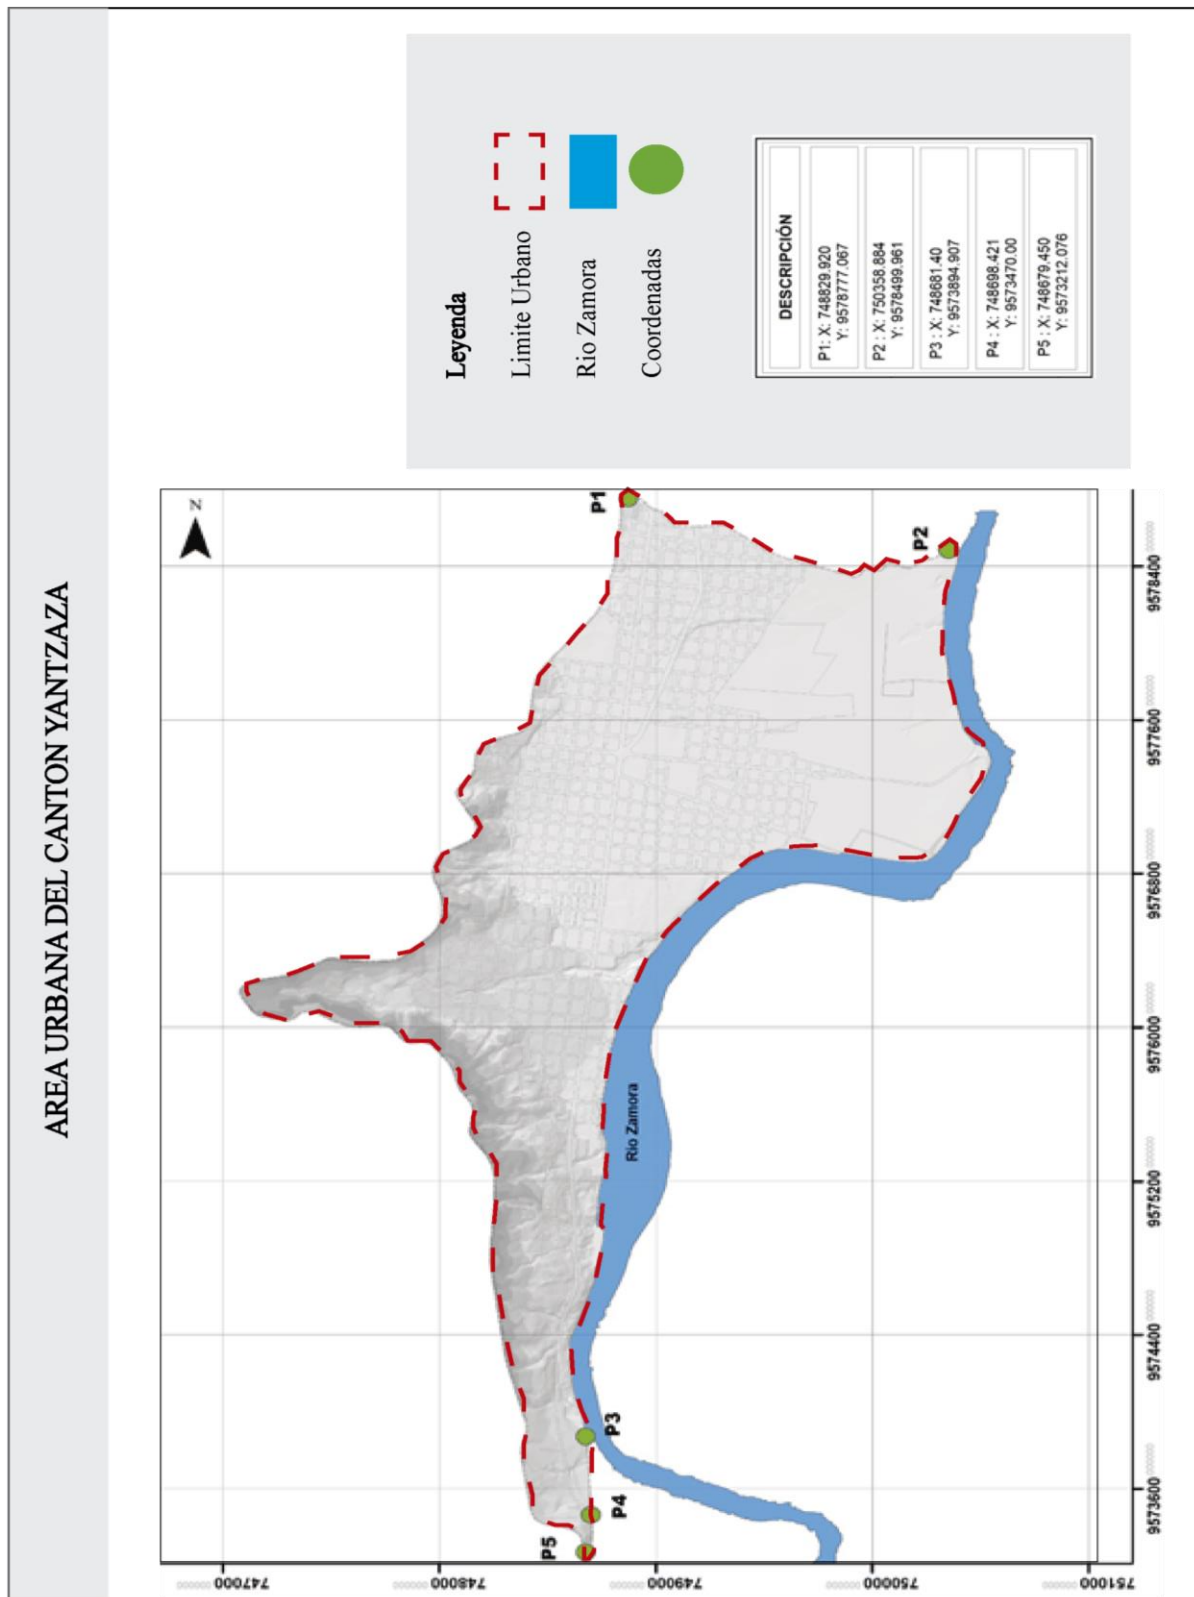 AREA URBANA DEL CANTON YANTZAZA
Leyenda
Limite Urbano
Rio Zamora
Coordenadas
DESCRIPCIÓN
P1: X: 748829.920
Y: 9578777.067
P2 : X: 750358.884
Y: 9578499.961
P3 : X: 748681.40
Y: 9573894.907
P4 : X: 748698.421
Y: 9573470.00
P5 : X: 748679.450
Y: 9573212.076
N
P1
P2
P3
P4
P5
Rio Zamora
747000
748000
749000
750000
751000
9573600
9574400
9575200
9576000
9576800
9577600
9578400